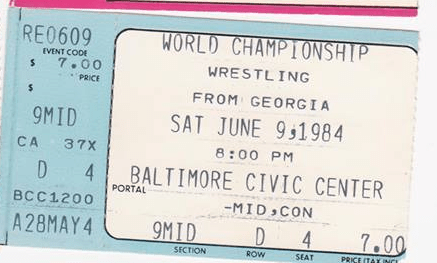 RE0609
EVENT CODE
$ 7.00
PRICE
$
9MID
CA 37X
D 4
BCC1200
A28MAY4
WORLD CHAMPIONSHIP
WRESTLING
FROM GEORGIA
SAT JUNE 9,1984
8:00 PM
BALTIMORE CIVIC CENTER
PORTAL -MID,CON
9MID D 4 7.00
SECTION ROW SEAT PRICE(TAX INCL